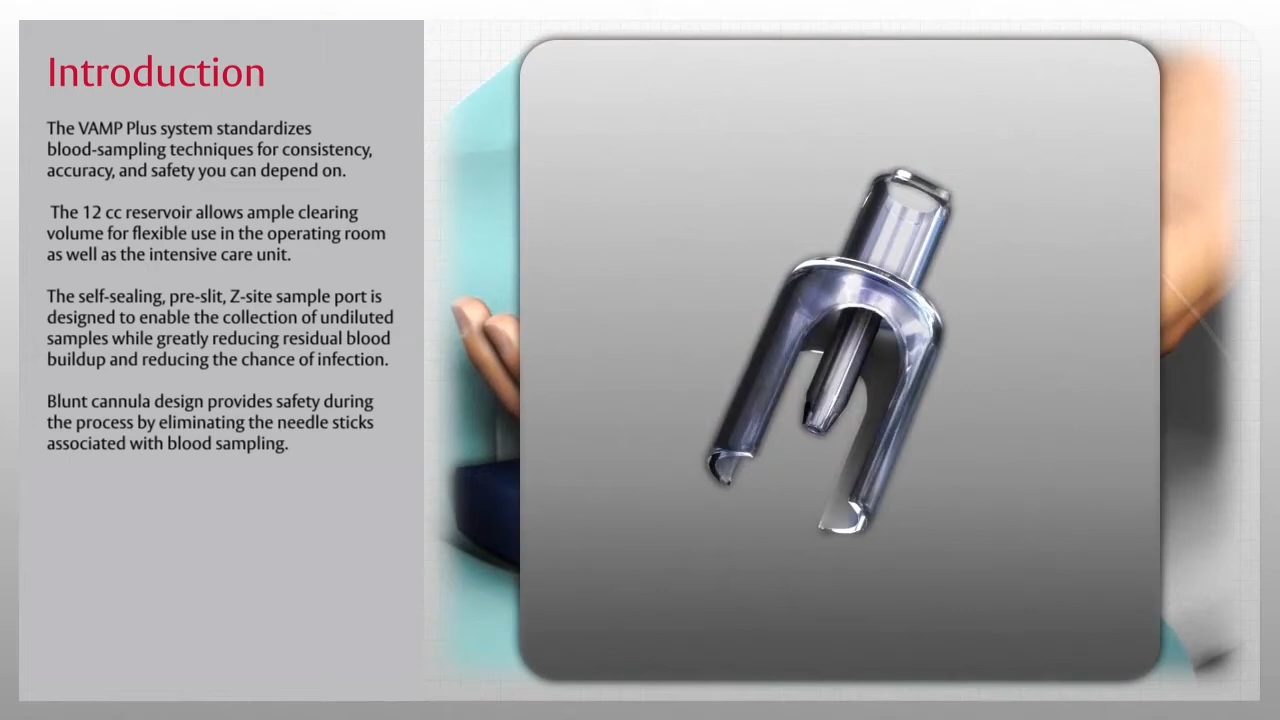 Introduction
The VAMP Plus system standardizes
blood-sampling techniques for consistency,
accuracy, and safety you can depend on.
The 12 cc reservoir allows ample clearing
volume for flexible use in the operating room
as well as the intensive care unit.
The self-sealing, pre-slit, Z-site sample port is
designed to enable the collection of undiluted
samples while greatly reducing residual blood
buildup and reducing the chance of infection.
Blunt cannula design provides safety during
the process by eliminating the needle sticks
associated with blood sampling.